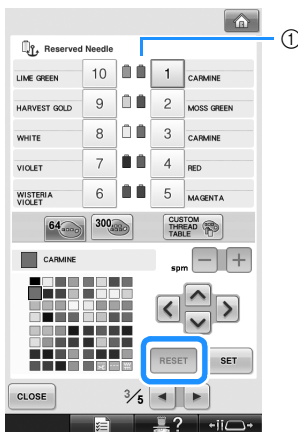 ①
Reserved Needle
LIME GREEN 10 1 CARMINE
HARVEST GOLD 9 2 MOSS GREEN
WHITE 8 3 CARMINE
VIOLET 7 4 RED
WISTERIA
VIOLET 6 5 MAGENTA
64 300 CUSTOM
THREAD
TABLE
CARMINE
spm - +
RESET SET
CLOSE 3/5
?